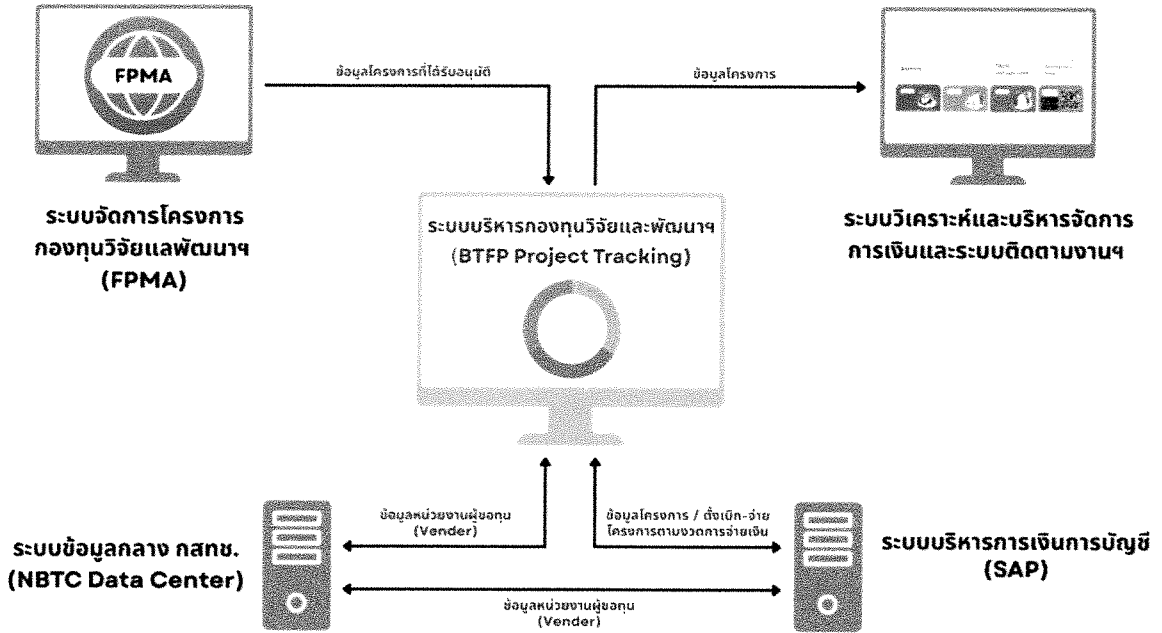 FPMA
ข้อมูลโครงการที่ได้รับอนุมัติ
ข้อมูลโครงการ
ระบบจัดการโครงการ
กองทุนวิจัยแลพัฒนาฯ
(FPMA)
ระบบบริหารกองทุนวิจัยและพัฒนาฯ
(BTFP Project Tracking)
ระบบวิเคราะห์และบริหารจัดการ
การเงินและระบบติดตามงานฯ
ข้อมูลหน่วยงานผู้ขอทุน
(Vender)
ข้อมูลโครงการ / ตั้งเบิก-จ่าย
โครงการตามงวดการจ่ายเงิน
ระบบข้อมูลกลาง กสทช.
(NBTC Data Center)
ระบบบริหารการเงินการบัญชี
(SAP)
ข้อมูลหน่วยงานผู้ขอทุน
(Vender)